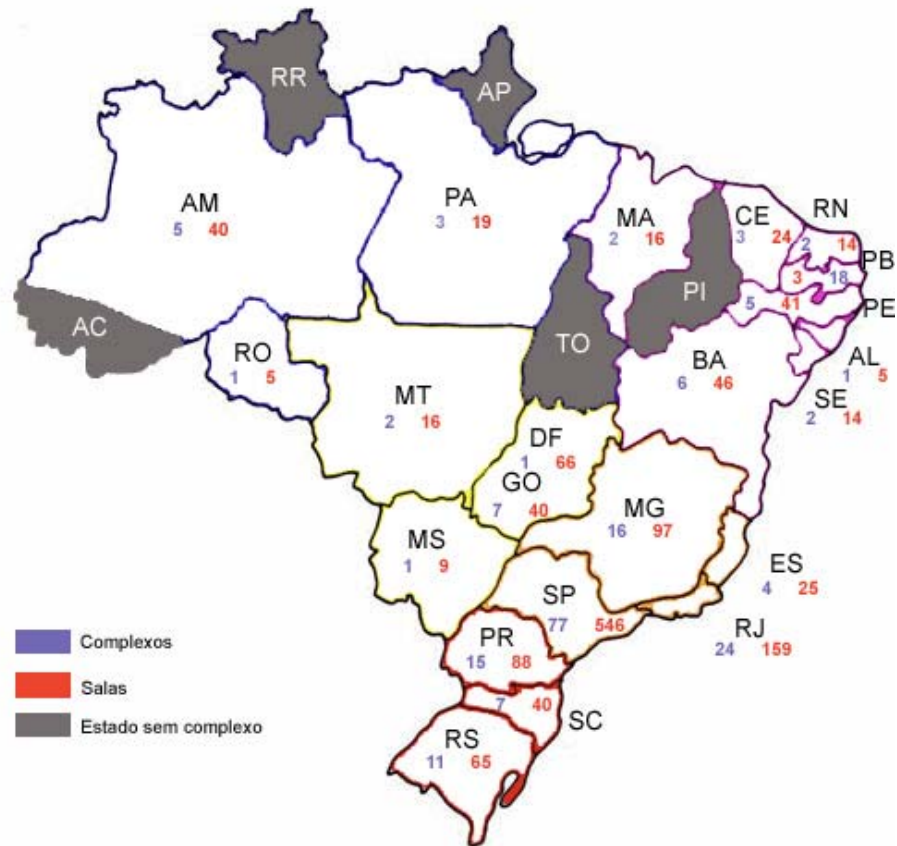 RR
AP
AM
5 40
PA
3 19
MA
2 16
CE
3 24
RN
2 14
PB
3 18
PE
5 41
PI
AC
TO
RO
1 5
MT
2 16
BA
6 46
AL
1 5
SE
2 14
DF
1 66
GO
7 40
MG
16 97
MS
1 9
ES
4 25
SP
77 546
RJ
24 159
PR
15 88
SC
7 40
RS
11 65
Complexos
Salas
Estado sem complexo